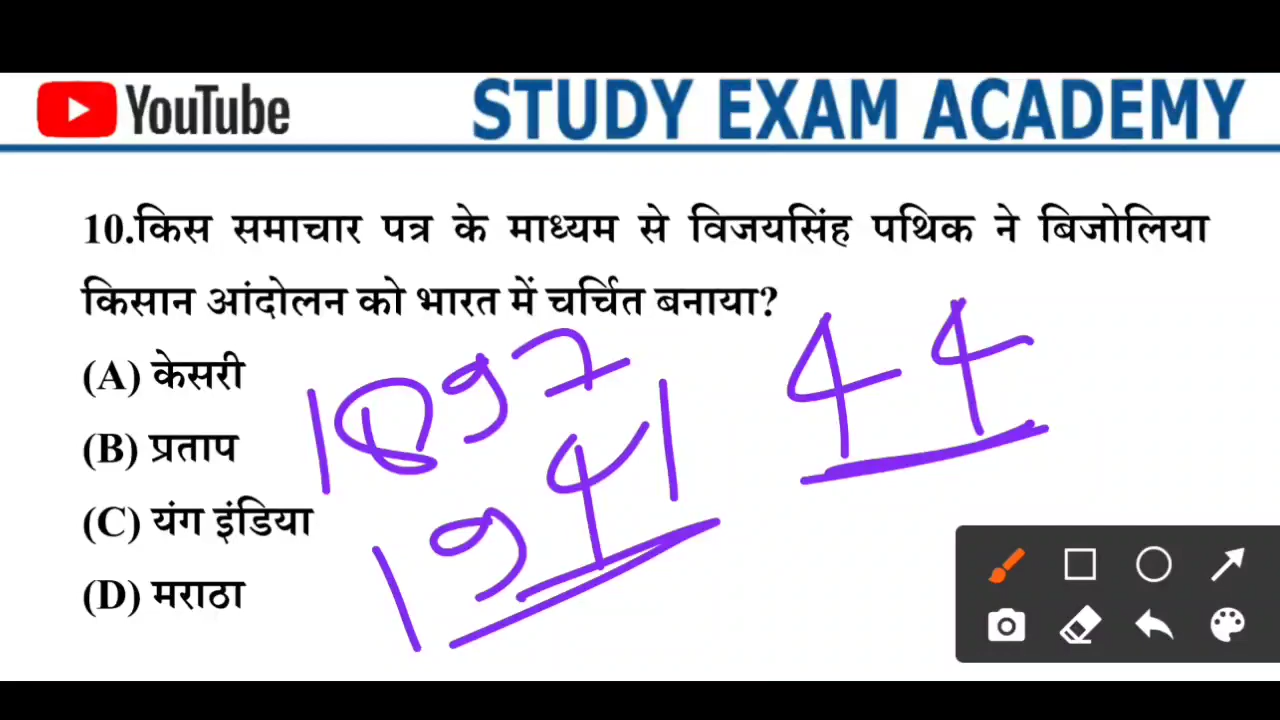 YouTube STUDY EXAM ACADEMY
10.किस समाचार पत्र के माध्यम से विजयसिंह पथिक ने बिजोलिया
किसान आंदोलन को भारत में चर्चित बनाया?
(A) केसरी
(B) प्रताप
(C) यंग इंडिया
(D) मराठा
1897
1941
44